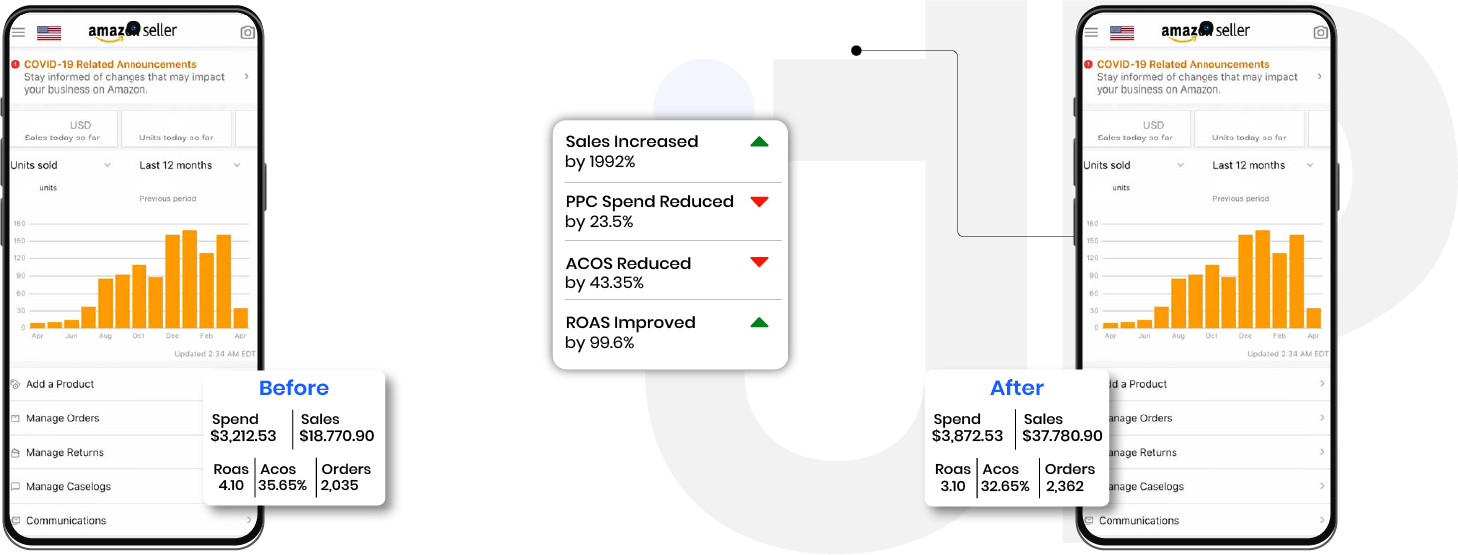 amazon seller
COVID-19 Related Announcements
Stay informed of changes that may impact
your business on Amazon.
USD
Sales today so far
Units today so far
Units sold
Last 12 months
units
Previous period
180
150
120
90
60
30
0
Apr Jun Aug Oct Dec Feb Apr
Updated 2:34 AM EDT
Add a Product
Manage Orders
Manage Returns
Manage Caselogs
Communications
Before
Spend Sales
$3,212.53 $18.770.90
Roas Acos Orders
4.10 35.65% 2,035
Sales Increased
by 1992%
PPC Spend Reduced
by 23.5%
ACOS Reduced
by 43.35%
ROAS Improved
by 99.6%
amazon seller
COVID-19 Related Announcements
Stay informed of changes that may impact
your business on Amazon.
USD
Sales today so far
Units today so far
Units sold
Last 12 months
units
Previous period
180
150
120
90
60
30
0
Apr Jun Aug Oct Dec Feb Apr
Updated 2:34 AM EDT
dd a Product
anage Orders
anage Returns
anage Caselogs
Communications
After
Spend Sales
$3,872.53 $37.780.90
Roas Acos Orders
3.10 32.65% 2,362